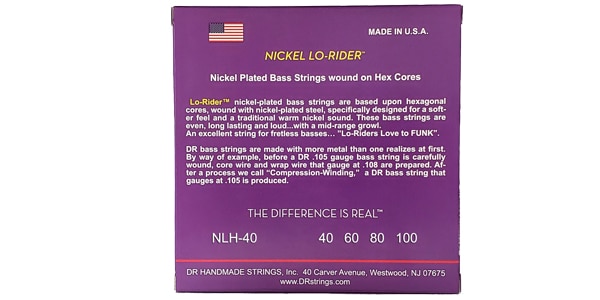 MADE IN U.S.A.
NICKEL LO-RIDER™
Nickel Plated Bass Strings wound on Hex Cores
Lo-Rider™ nickel-plated bass strings are based upon hexagonal
cores, wound with nickel-plated steel, specifically designed for a soft-
er feel and a traditional warm nickel sound. These bass strings are
even, long lasting and loud...with a mid-range growl.
An excellent string for fretless basses... "Lo-Riders Love to FUNK".
DR bass strings are made with more metal than one realizes at first.
By way of example, before a DR .105 gauge bass string is carefully
wound, core wire and wrap wire that gauge at .108 are prepared. Af-
ter a process we call "Compression-Winding," a DR bass string that
gauges at .105 is produced.
THE DIFFERENCE IS REAL™
NLH-40 40 60 80 100
DR HANDMADE STRINGS, Inc. 40 Carver Avenue, Westwood, NJ 07675
www.DRstrings.com